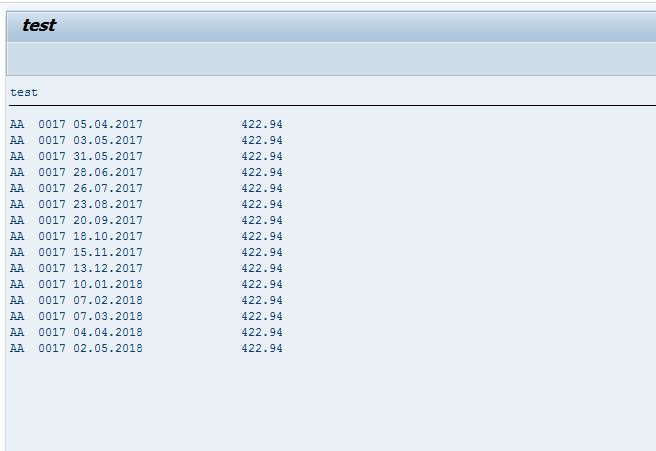 test
test
AA 0017 05.04.2017 422.94
AA 0017 03.05.2017 422.94
AA 0017 31.05.2017 422.94
AA 0017 28.06.2017 422.94
AA 0017 26.07.2017 422.94
AA 0017 23.08.2017 422.94
AA 0017 20.09.2017 422.94
AA 0017 18.10.2017 422.94
AA 0017 15.11.2017 422.94
AA 0017 13.12.2017 422.94
AA 0017 10.01.2018 422.94
AA 0017 07.02.2018 422.94
AA 0017 07.03.2018 422.94
AA 0017 04.04.2018 422.94
AA 0017 02.05.2018 422.94